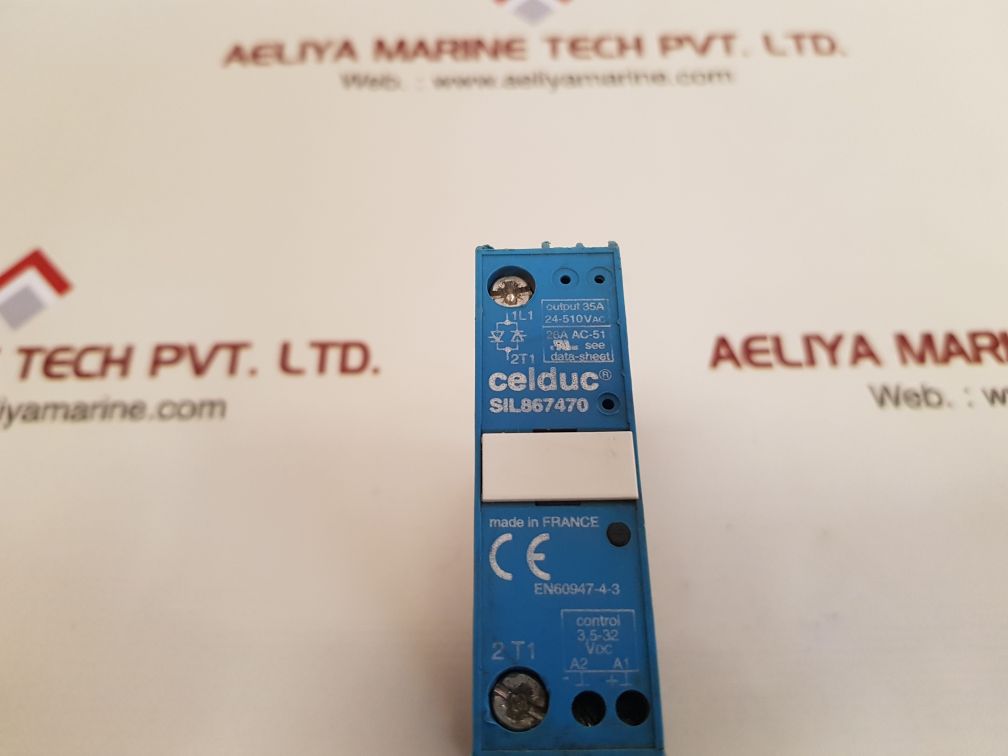 AELIYA MARINE TECH PVT. LTD.
Web. : www.aeliyamarine.com
TECH PVT. LTD.
liyamarine.com
AELIYA MAR
Web. : w
output 35A
24-510VAC
1L1
28A AC-51
see
2T1
data-sheet
celduc®
SIL867470
made in FRANCE
CE
EN60947-4-3
control
3,5-32
VDC
2 T1
A2 A1
- +